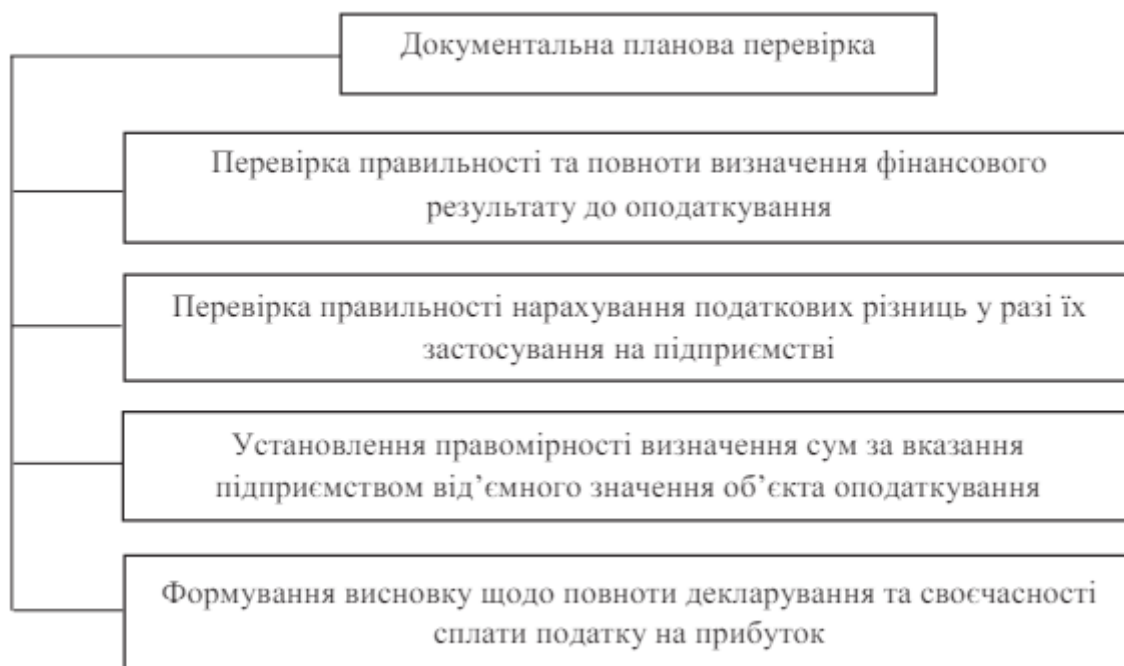 Документальна планова перевірка
Перевірка правильності та повноти визначення фінансового
результату до оподаткування
Перевірка правильності нарахування податкових різниць у разі їх
застосування на підприємстві
Установлення правомірності визначення сум за вказання
підприємством від’ємного значення об’єкта оподаткування
Формування висновку щодо повноти декларування та своєчасності
сплати податку на прибуток